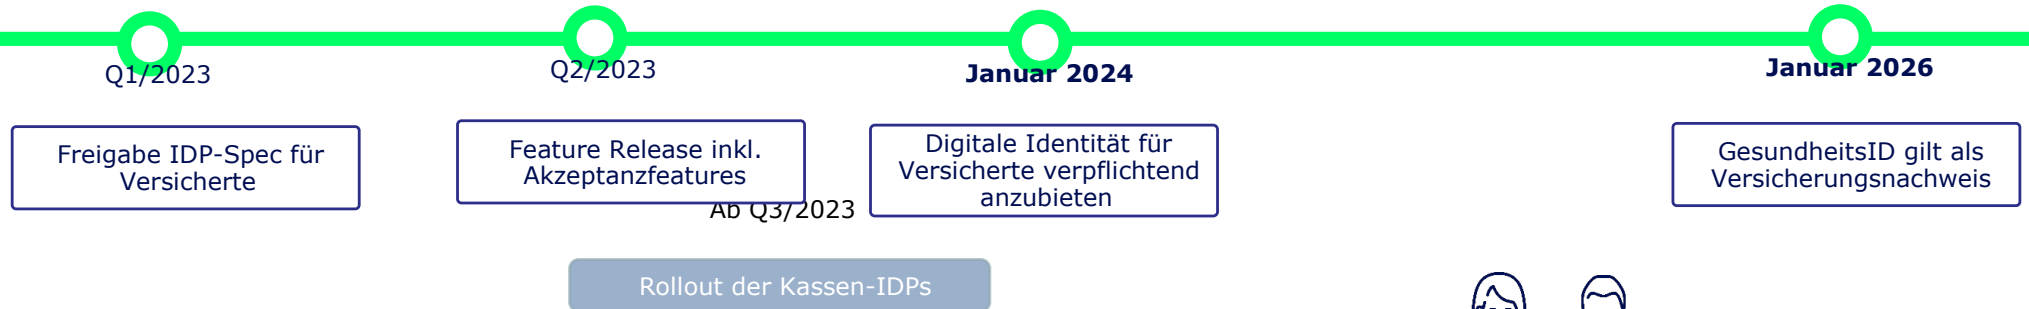 Q1/2023
Q2/2023
Januar 2024
Januar 2026
Freigabe IDP-Spec für
Versicherte
Feature Release inkl.
Akzeptanzfeatures
Digitale Identität für
Versicherte verpflichtend
anzubieten
GesundheitsID gilt als
Versicherungsnachweis
Ab Q3/2023
Rollout der Kassen-IDPs